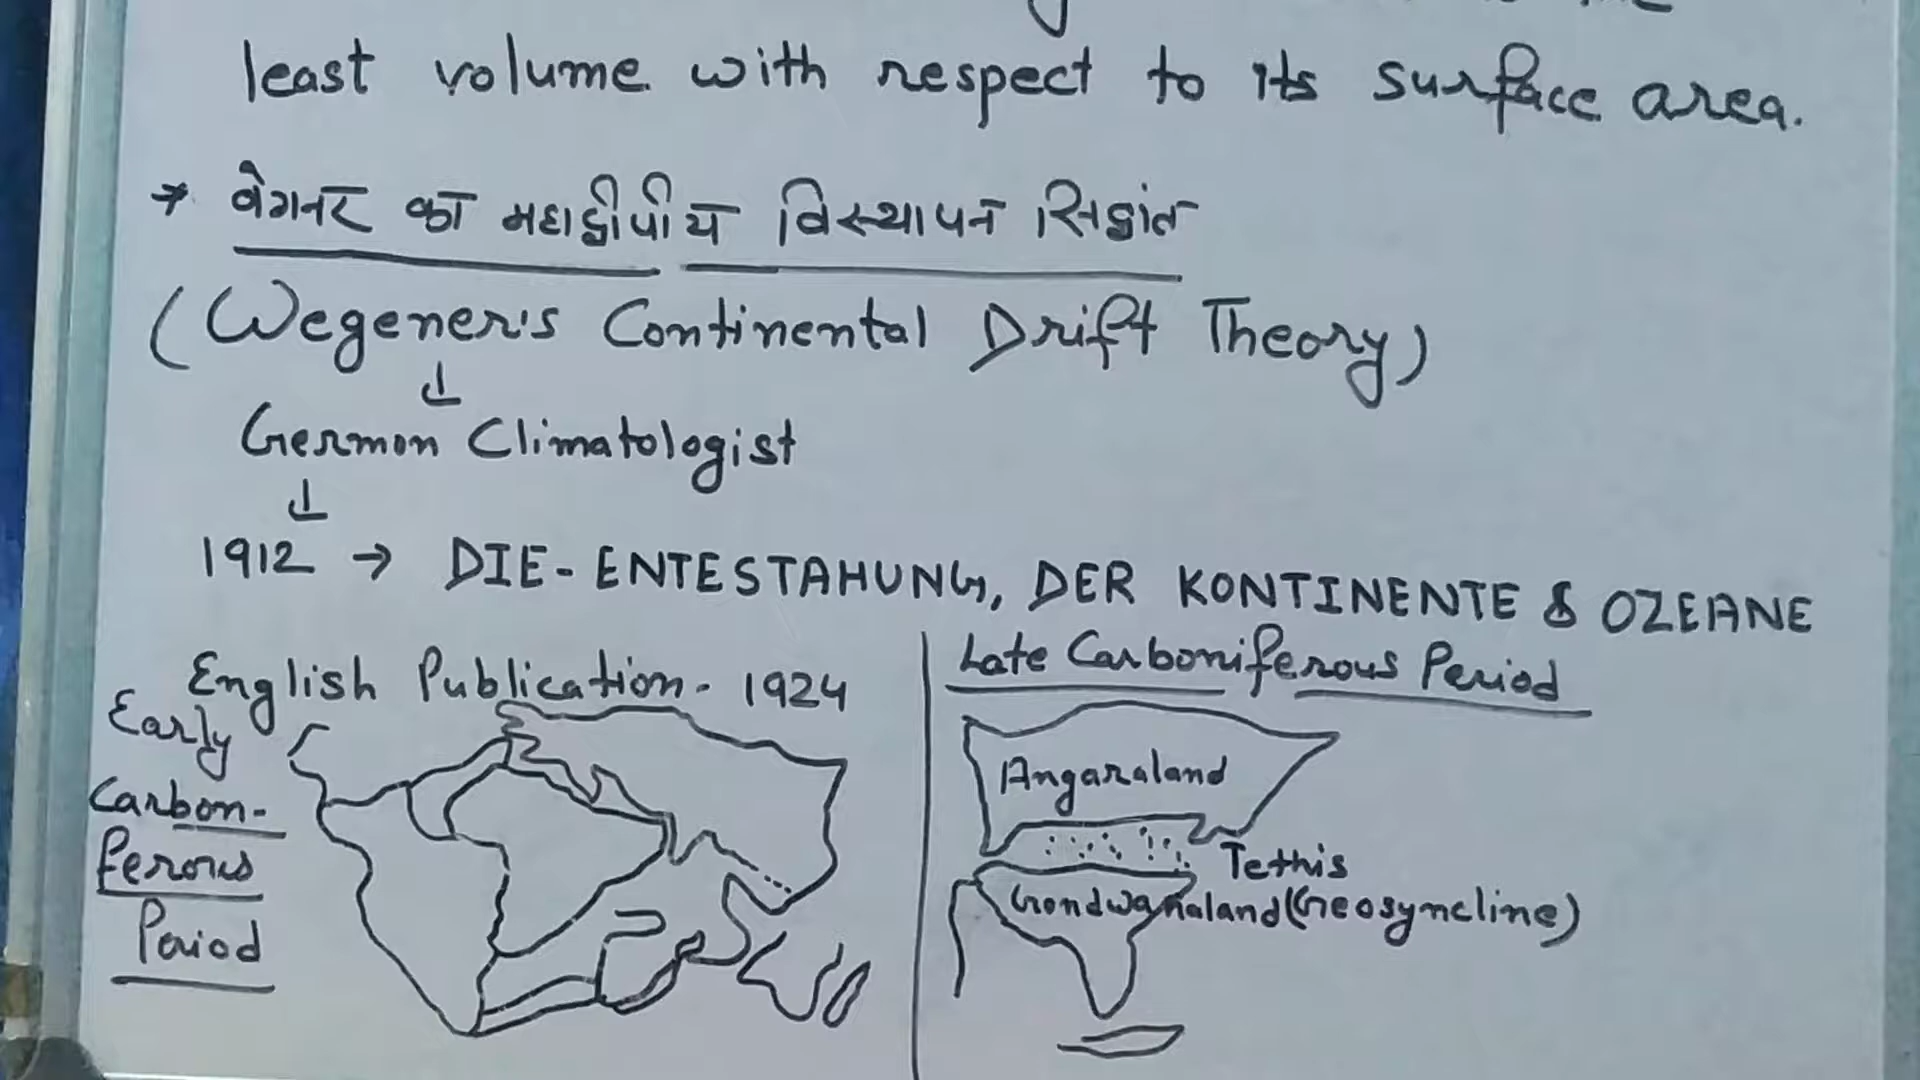 least volume with respect to its surface area.
→ वेगनर का महाद्वीपीय विस्थापन सिद्धांत
(Wegener's Continental Drift Theory)
↓
German Climatologist
↓
1912 → DIE-ENTESTAHUNG, DER KONTINENTE & OZEANE
English Publication - 1924
Early
Carbon-
ferous
Period
Late Carboniferous Period
Angaraland
Tethis
Gondwanaland (Geosyncline)